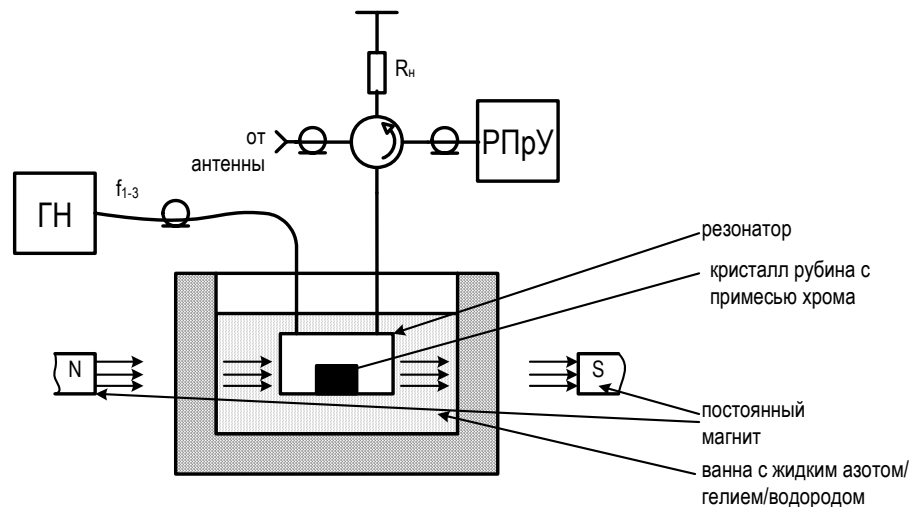 Rн
от
антенны
РПрУ
f1-3
ГН
резонатор
кристалл рубина с
примесью хрома
N
S
постоянный
магнит
ванна с жидким азотом/
гелием/водородом